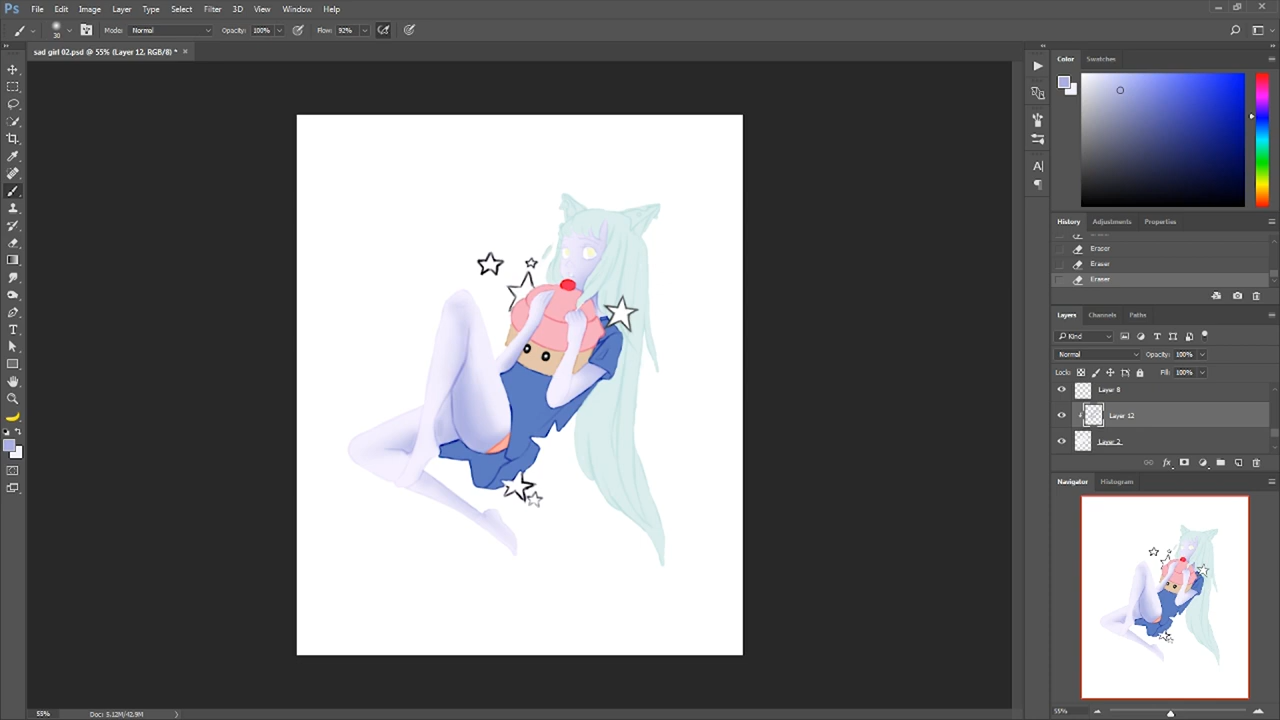 Ps File Edit Image Layer Type Select Filter 3D View Window Help
30 Mode: Normal Opacity: 100% Flow: 92%
sad girl 02.psd @ 55% (Layer 12, RGB/8) * ×
Color Swatches
History Adjustments Properties
Eraser
Eraser
Eraser
Layers Channels Paths
Kind
Normal Opacity: 100%
Lock: Fill: 100%
Layer 8
Layer 12
Layer 2
fx
Navigator Histogram
55%
55% Doc: 5.12M/42.9M